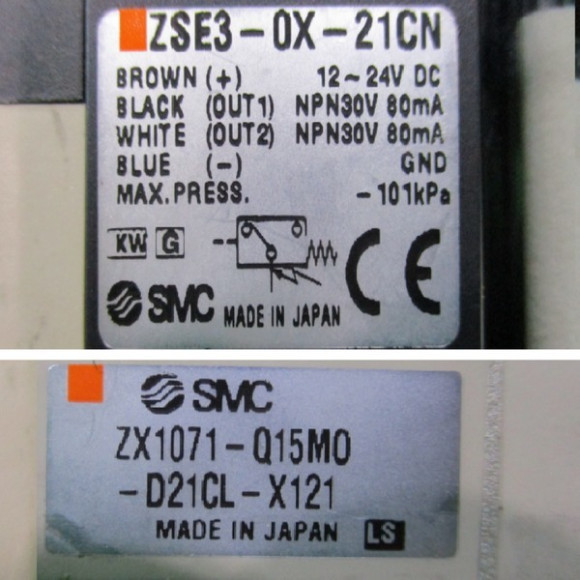 ZSE3-0X-21CN
BROWN (+) 12~24V DC
BLACK (OUT1) NPN30V 80mA
WHITE (OUT2) NPN30V 80mA
BLUE (-) GND
MAX.PRESS. -101kPa
KW G
CE
SMC MADE IN JAPAN
SMC
ZX1071-Q15MO
-D21CL-X121
MADE IN JAPAN LS